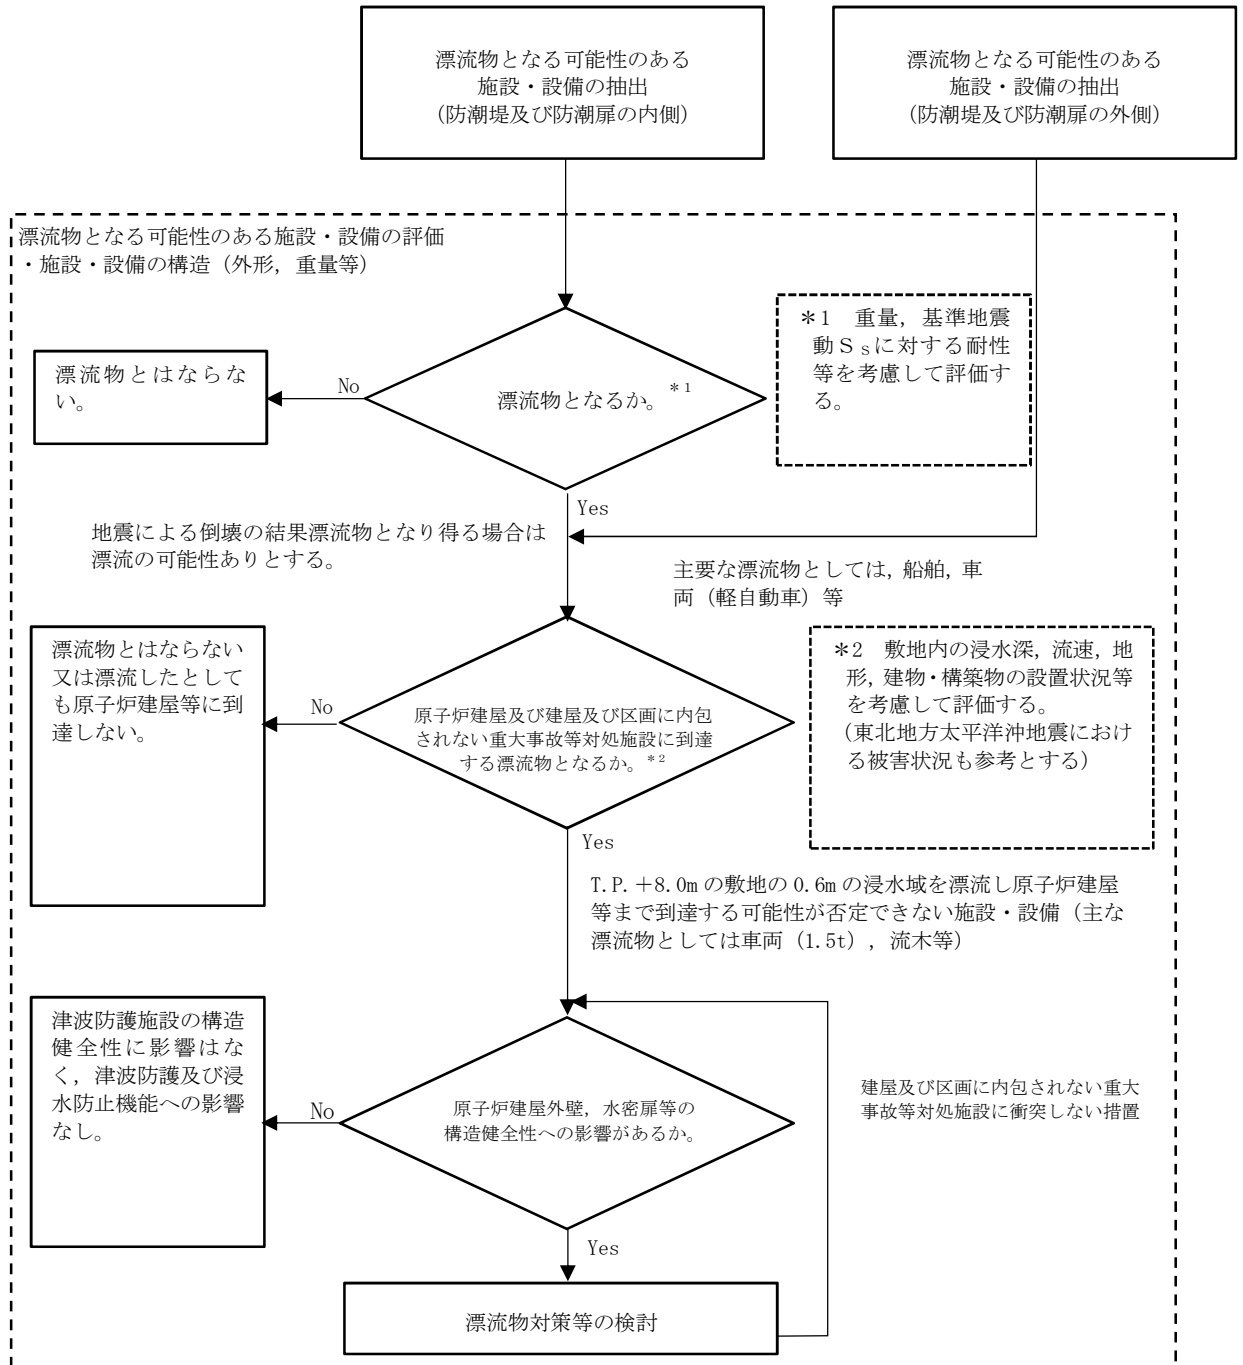 漂流物となる可能性のある
施設・設備の抽出
(防潮堤及び防潮扉の内側)
漂流物となる可能性のある
施設・設備の抽出
(防潮堤及び防潮扉の外側)
漂流物となる可能性のある施設・設備の評価
・施設・設備の構造（外形，重量等）
漂流物とはならな
い。
No
漂流物となるか。＊１
＊1　重量，基準地震
動Ｓｓに対する耐性
等を考慮して評価す
る。
Yes
地震による倒壊の結果漂流物となり得る場合は
漂流の可能性ありとする。
主要な漂流物としては，船舶，車
両（軽自動車）等
漂流物とはならない
又は漂流したとして
も原子炉建屋等に到
達しない。
No
原子炉建屋及び建屋及び区画に内包
されない重大事故等対処施設に到達
する漂流物となるか。＊２
＊2　敷地内の浸水深，流速，地
形，建物・構築物の設置状況等
を考慮して評価する。
（東北地方太平洋沖地震におけ
る被害状況も参考とする）
Yes
T.P.＋8.0m の敷地の 0.6m の浸水域を漂流し原子炉建屋
等まで到達する可能性が否定できない施設・設備（主な
漂流物としては車両（1.5t），流木等）
津波防護施設の構造
健全性に影響はな
く，津波防護及び浸
水防止機能への影響
なし。
No
原子炉建屋外壁，水密扉等の
構造健全性への影響があるか。
建屋及び区画に内包されない重大
事故等対処施設に衝突しない措置
Yes
漂流物対策等の検討